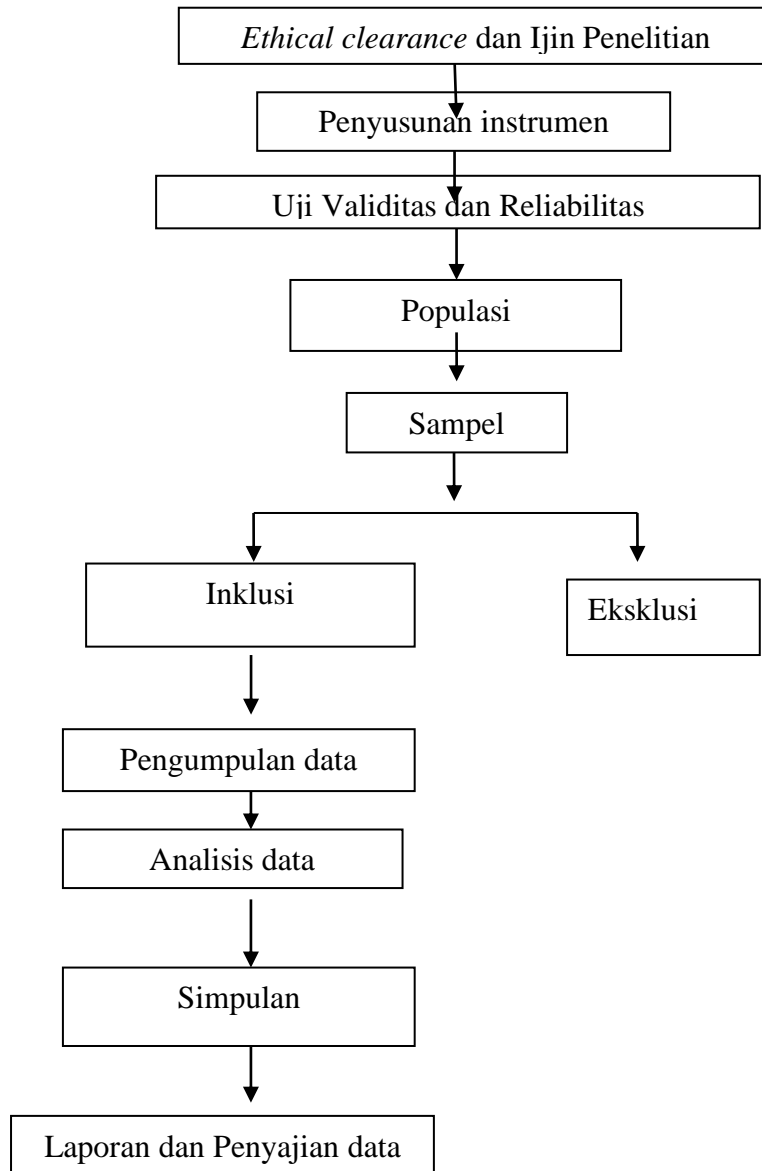 Ethical clearance dan Ijin Penelitian
Penyusunan instrumen
Uji Validitas dan Reliabilitas
Populasi
Sampel
Inklusi
Eksklusi
Pengumpulan data
Analisis data
Simpulan
Laporan dan Penyajian data